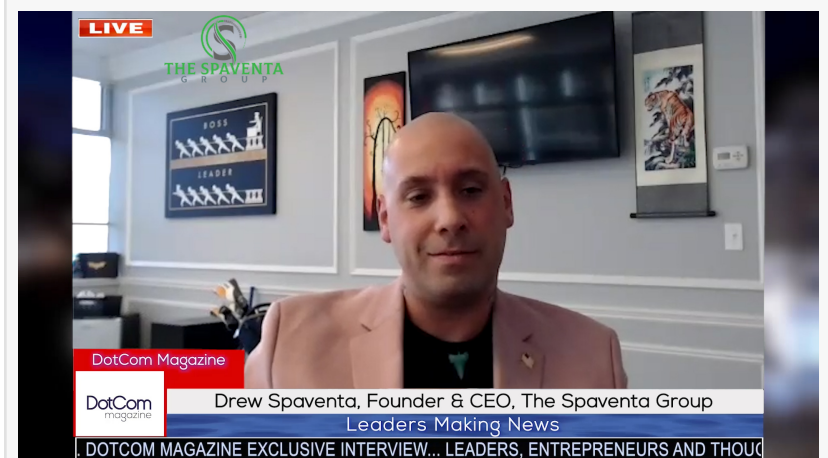 LIVE
THE SPAVENTA
GROUP
BOSS
LEADER
DotCom Magazine
DotCom
magazine
Drew Spaventa, Founder & CEO, The Spaventa Group
Leaders Making News
. DOTCOM MAGAZINE EXCLUSIVE INTERVIEW... LEADERS, ENTREPRENEURS AND THOUG